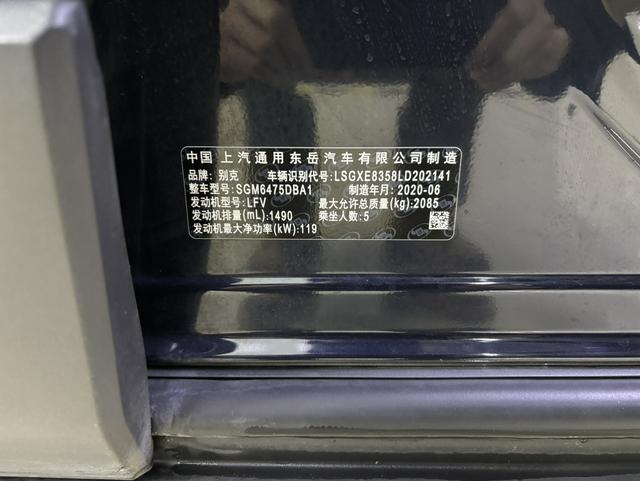 中国 上汽通用东岳汽车有限公司制造
品牌: 别克 车辆识别代号:LSGXE8358LD202141
整车型号:SGM6475DBA1 制造年月:2020-06
发动机型号:LFV 最大允许总质量(kg):2085
发动机排量(mL):1490 乘坐人数:5
发动机最大净功率(kW):119